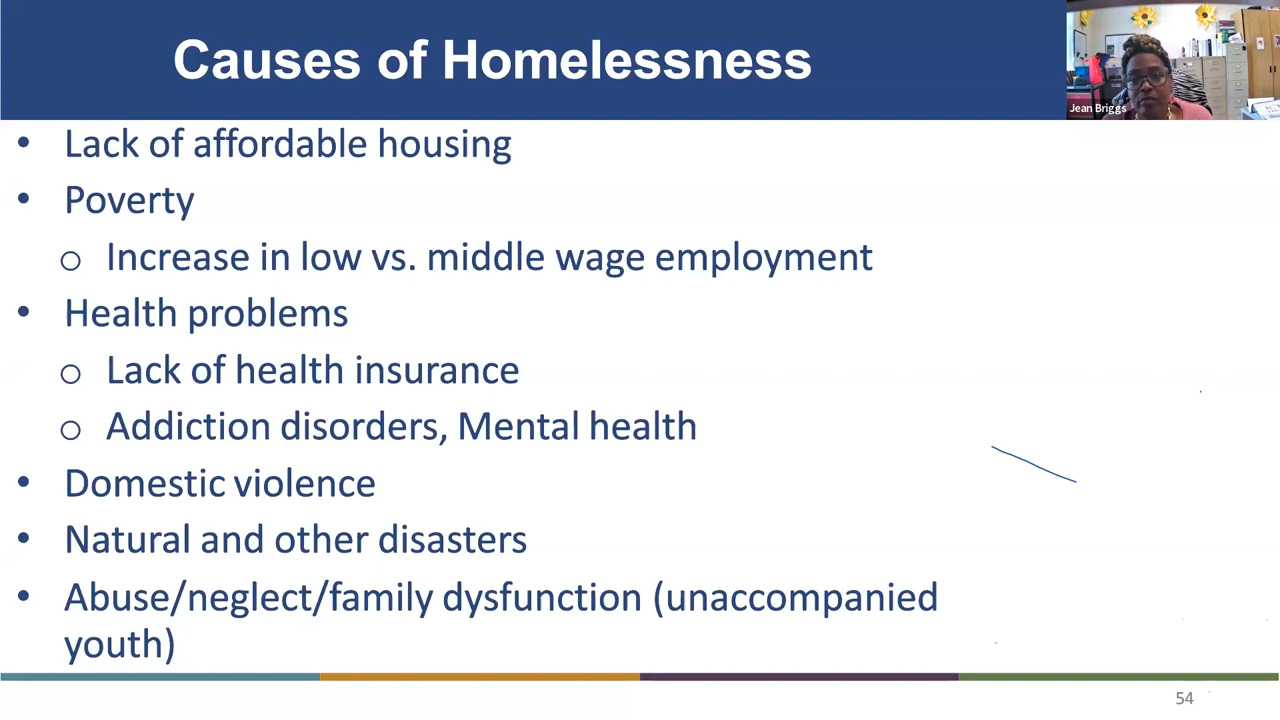 Causes of Homelessness
Jean Briggs
• Lack of affordable housing
• Poverty
o Increase in low vs. middle wage employment
• Health problems
o Lack of health insurance
o Addiction disorders, Mental health
• Domestic violence
• Natural and other disasters
• Abuse/neglect/family dysfunction (unaccompanied
youth)
54